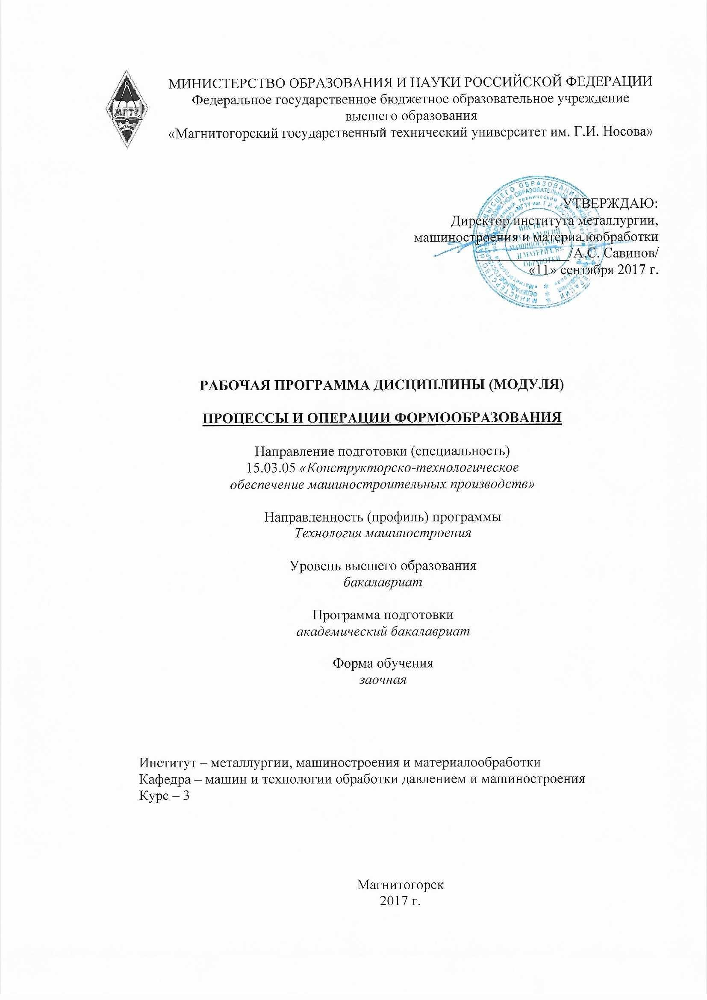 МГТУ
МИНИСТЕРСТВО ОБРАЗОВАНИЯ И НАУКИ РОССИЙСКОЙ ФЕДЕРАЦИИ
Федеральное государственное бюджетное образовательное учреждение
высшего образования
«Магнитогорский государственный технический университет им. Г.И. Носова»
УТВЕРЖДАЮ:
Директор института металлургии,
машиностроения и материалообработки
/А.С. Савинов/
«11» сентября 2017 г.
РАБОЧАЯ ПРОГРАММА ДИСЦИПЛИНЫ (МОДУЛЯ)
ПРОЦЕССЫ И ОПЕРАЦИИ ФОРМООБРАЗОВАНИЯ
Направление подготовки (специальность)
15.03.05 «Конструкторско-технологическое
обеспечение машиностроительных производств»
Направленность (профиль) программы
Технология машиностроения
Уровень высшего образования
бакалавриат
Программа подготовки
академический бакалавриат
Форма обучения
заочная
Институт – металлургии, машиностроения и материалообработки
Кафедра – машин и технологии обработки давлением и машиностроения
Курс – 3
Магнитогорск
2017 г.